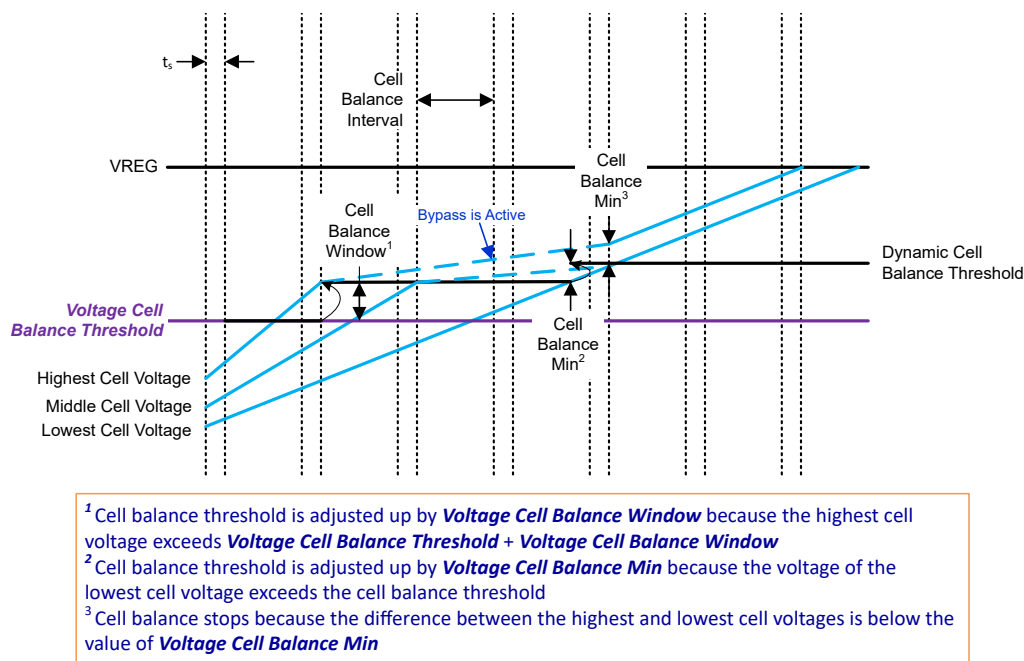 t_s
Cell
Balance
Interval
VREG
Cell
Balance
Min³
Cell
Balance
Window¹
Bypass is Active
Dynamic Cell
Balance Threshold
Voltage Cell
Balance Threshold
Cell
Balance
Min²
Highest Cell Voltage
Middle Cell Voltage
Lowest Cell Voltage
¹ Cell balance threshold is adjusted up by Voltage Cell Balance Window because the highest cell
voltage exceeds Voltage Cell Balance Threshold + Voltage Cell Balance Window
² Cell balance threshold is adjusted up by Voltage Cell Balance Min because the voltage of the
lowest cell voltage exceeds the cell balance threshold
³ Cell balance stops because the difference between the highest and lowest cell voltages is below the
value of Voltage Cell Balance Min